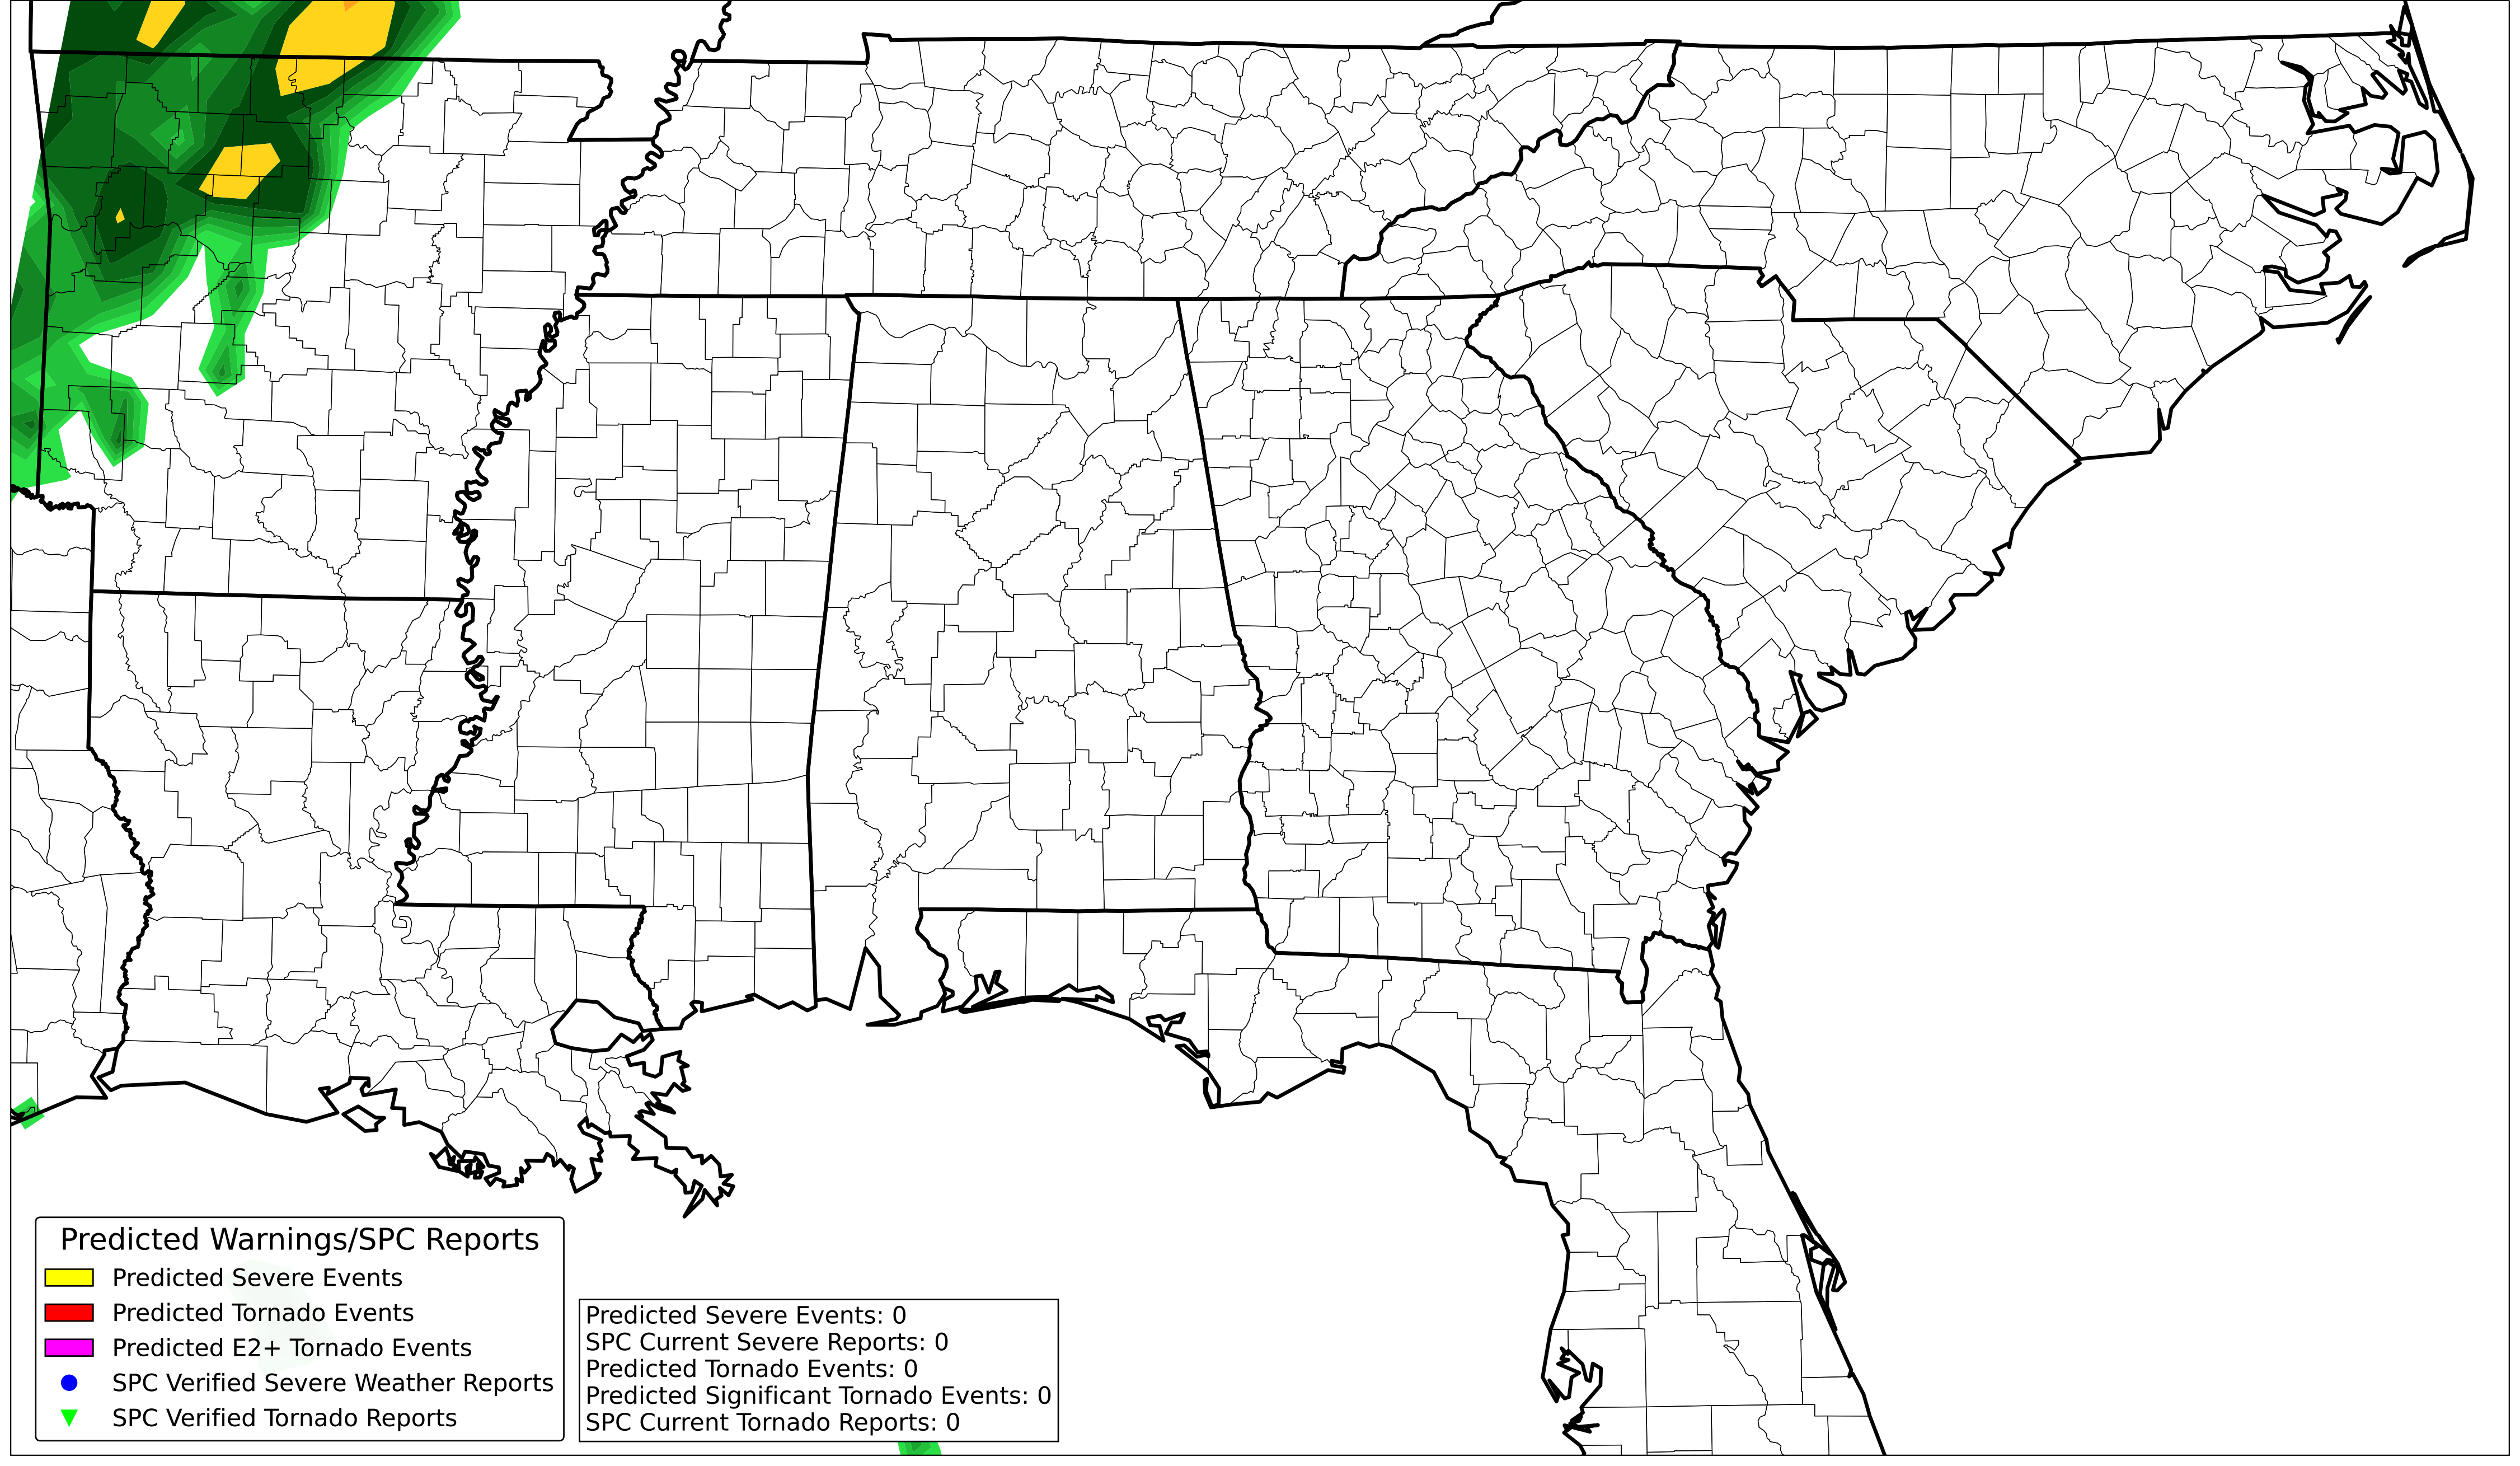 Predicted Warnings/SPC Reports
Predicted Severe Events
Predicted Tornado Events
Predicted E2+ Tornado Events
SPC Verified Severe Weather Reports
SPC Verified Tornado Reports
Predicted Severe Events: 0
SPC Current Severe Reports: 0
Predicted Tornado Events: 0
Predicted Significant Tornado Events: 0
SPC Current Tornado Reports: 0